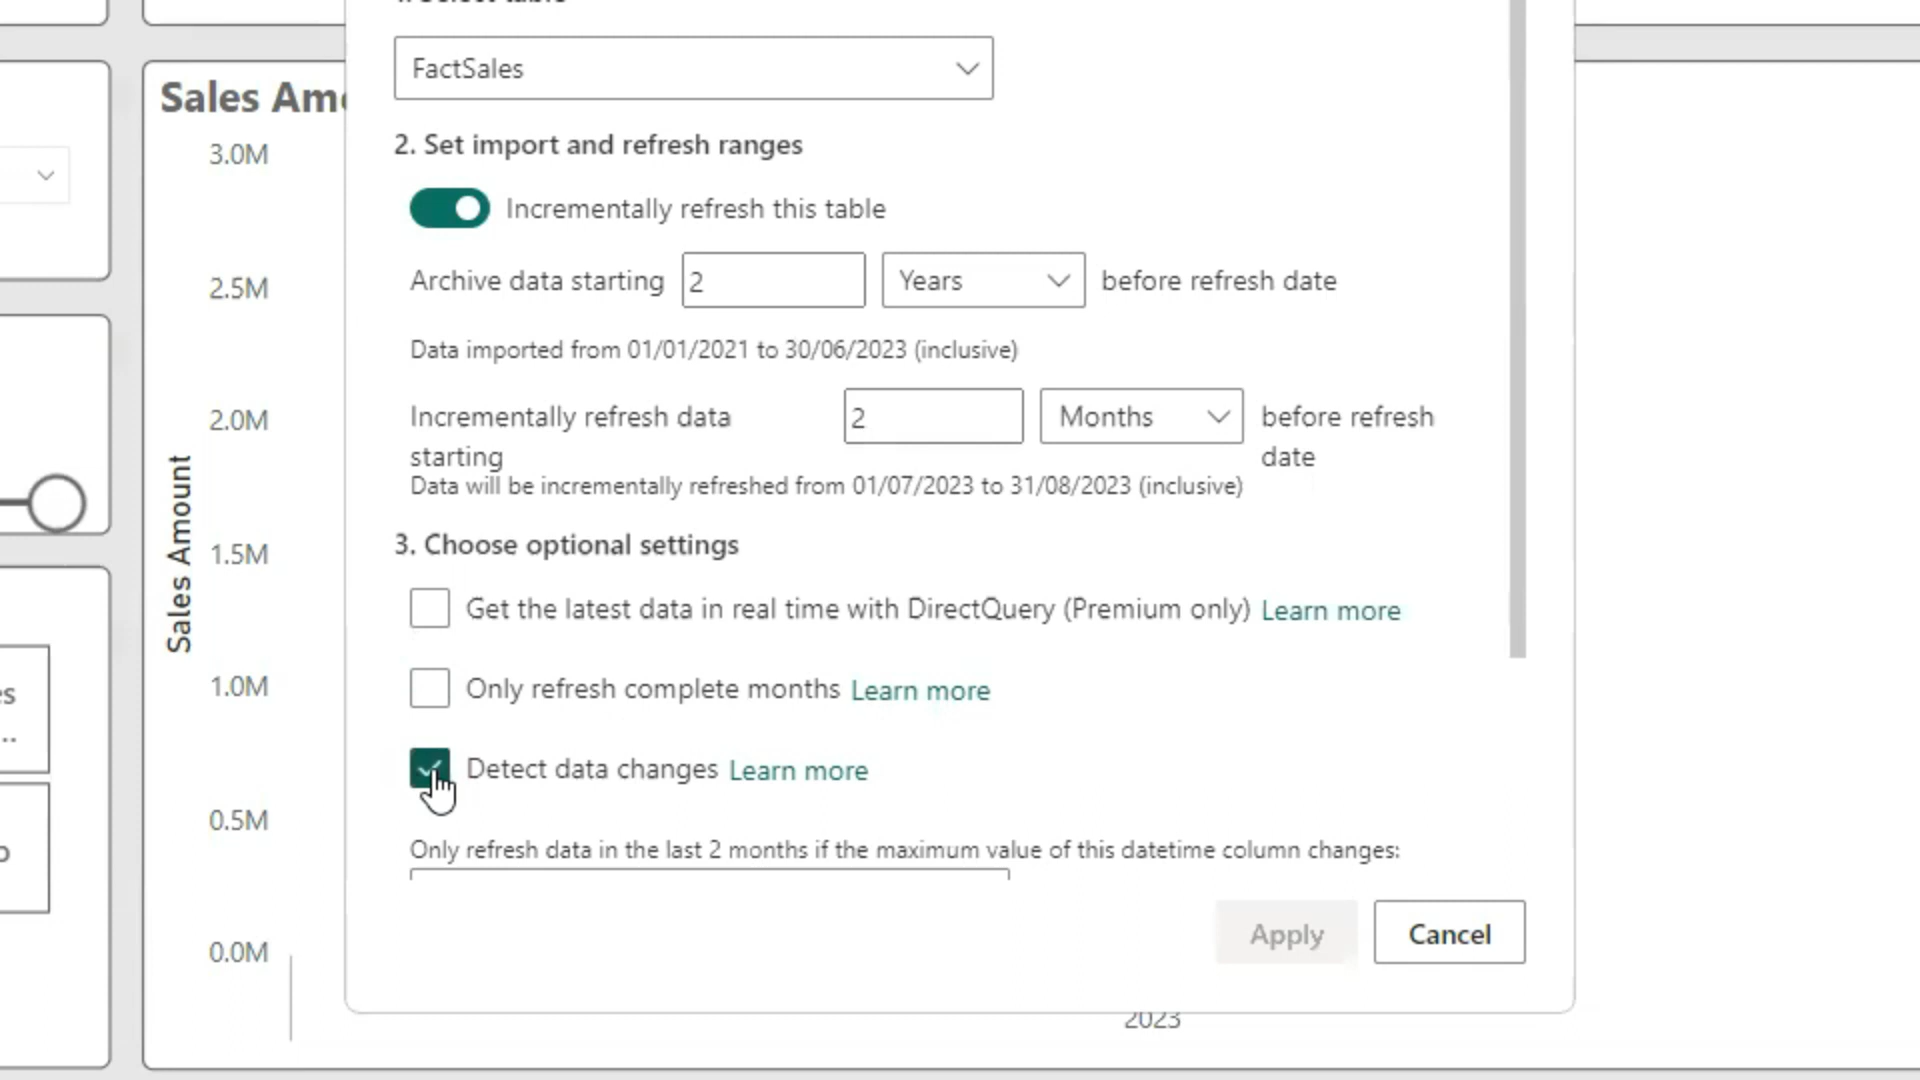 1. Select table
FactSales
2. Set import and refresh ranges
Incrementally refresh this table
Archive data starting 2 Years before refresh date
Data imported from 01/01/2021 to 30/06/2023 (inclusive)
Incrementally refresh data starting 2 Months before refresh date
Data will be incrementally refreshed from 01/07/2023 to 31/08/2023 (inclusive)
3. Choose optional settings
Get the latest data in real time with DirectQuery (Premium only) Learn more
Only refresh complete months Learn more
Detect data changes Learn more
Only refresh data in the last 2 months if the maximum value of this datetime column changes:
Apply
Cancel
Sales Am
Sales Amount
3.0M
2.5M
2.0M
1.5M
1.0M
0.5M
0.0M
2023
es
...